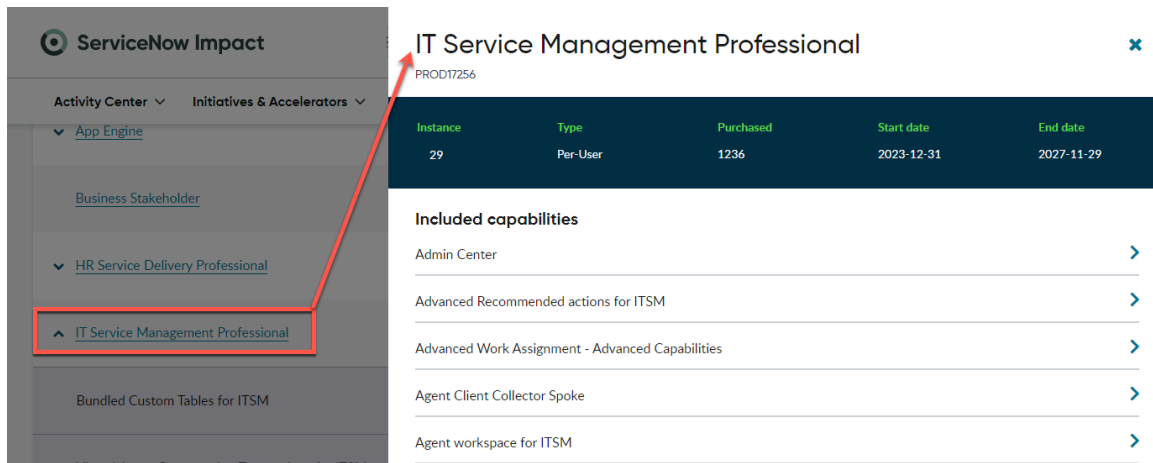 ServiceNow Impact
Activity Center
Initiatives & Accelerators
App Engine
Business Stakeholder
HR Service Delivery Professional
IT Service Management Professional
Bundled Custom Tables for ITSM
IT Service Management Professional
PROD17256
Instance Type Purchased Start date End date
29 Per-User 1236 2023-12-31 2027-11-29
Included capabilities
Admin Center
Advanced Recommended actions for ITSM
Advanced Work Assignment - Advanced Capabilities
Agent Client Collector Spoke
Agent workspace for ITSM